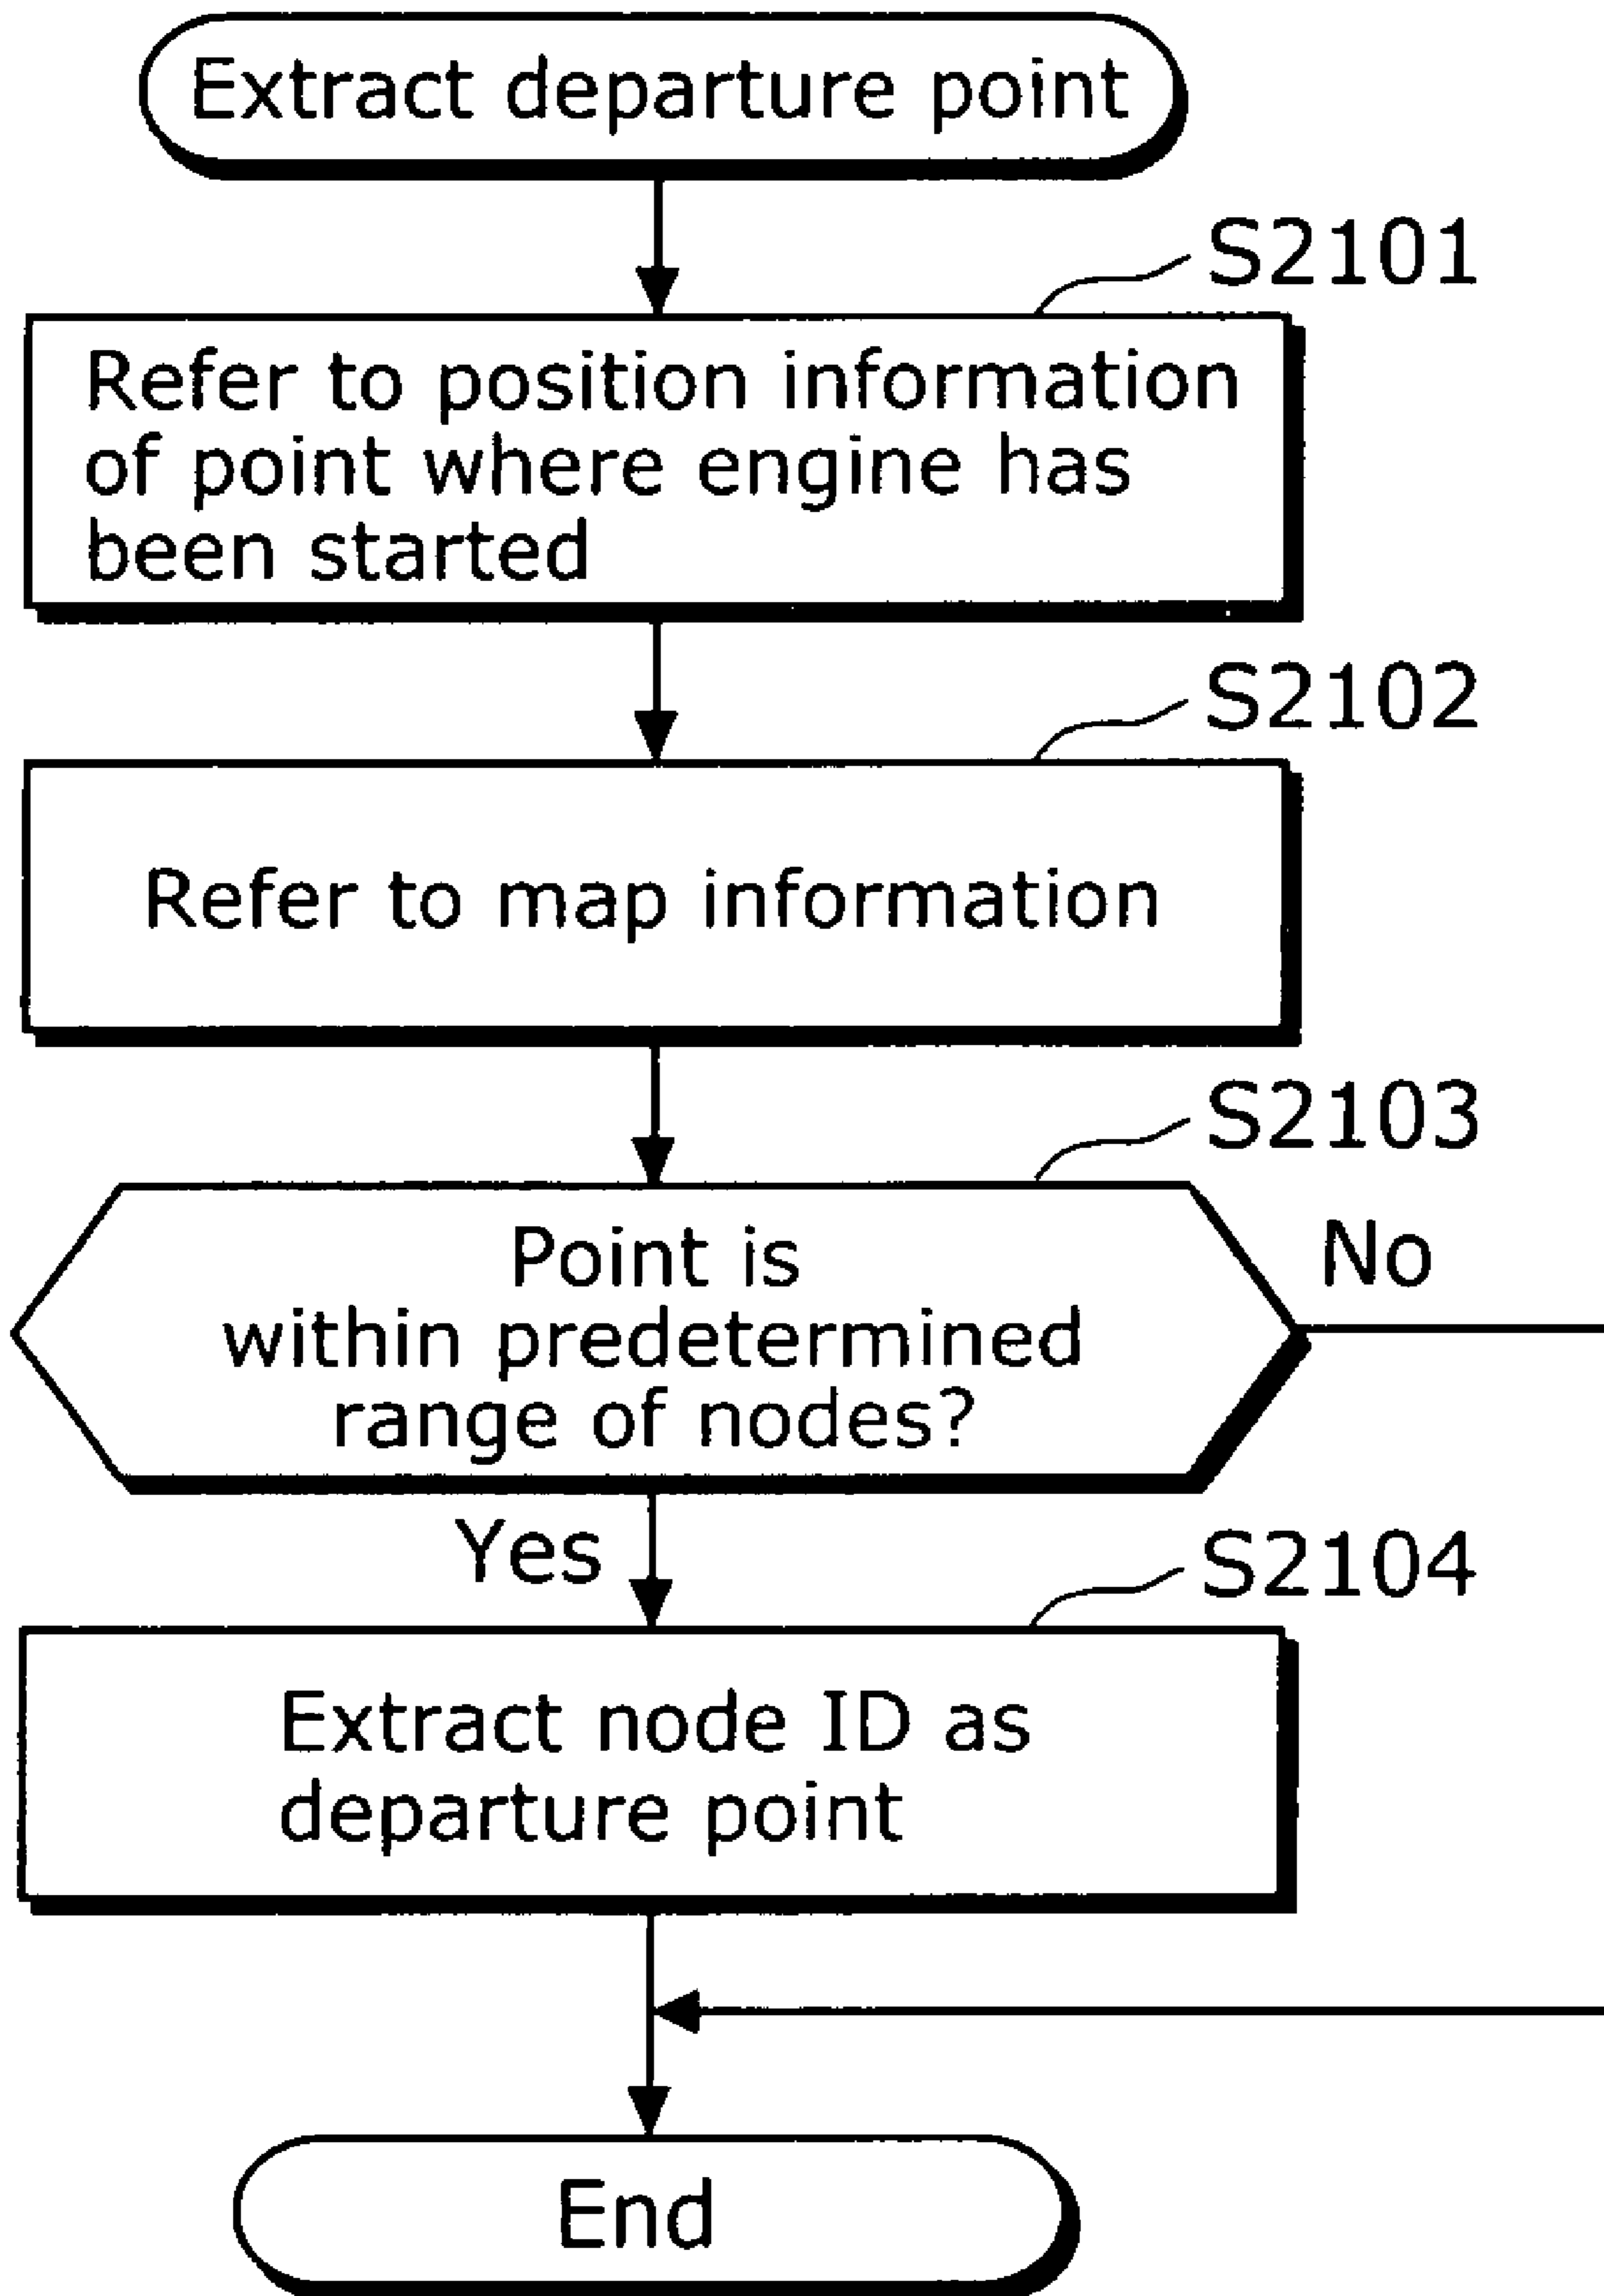 Extract departure point
S2101
Refer to position information
of point where engine has
been started
S2102
Refer to map information
S2103
Point is
within predetermined
range of nodes?
No
Yes
S2104
Extract node ID as
departure point
End